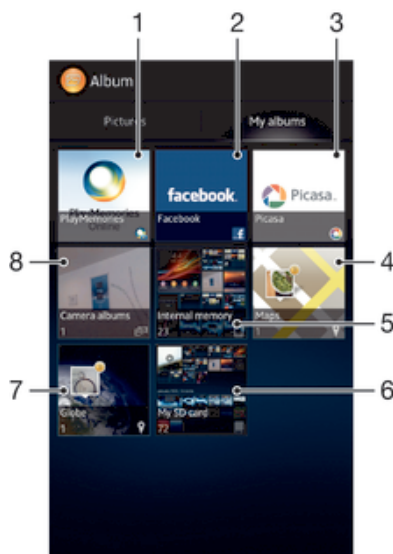 1 2 3
Album
Pictures My albums
facebook. Picasa
PlayMemories Online
PlayMemories Facebook Picasa
8 4
Camera albums Internal memory Maps
1 23 1
5
7 6
Globe My SD card
1 72